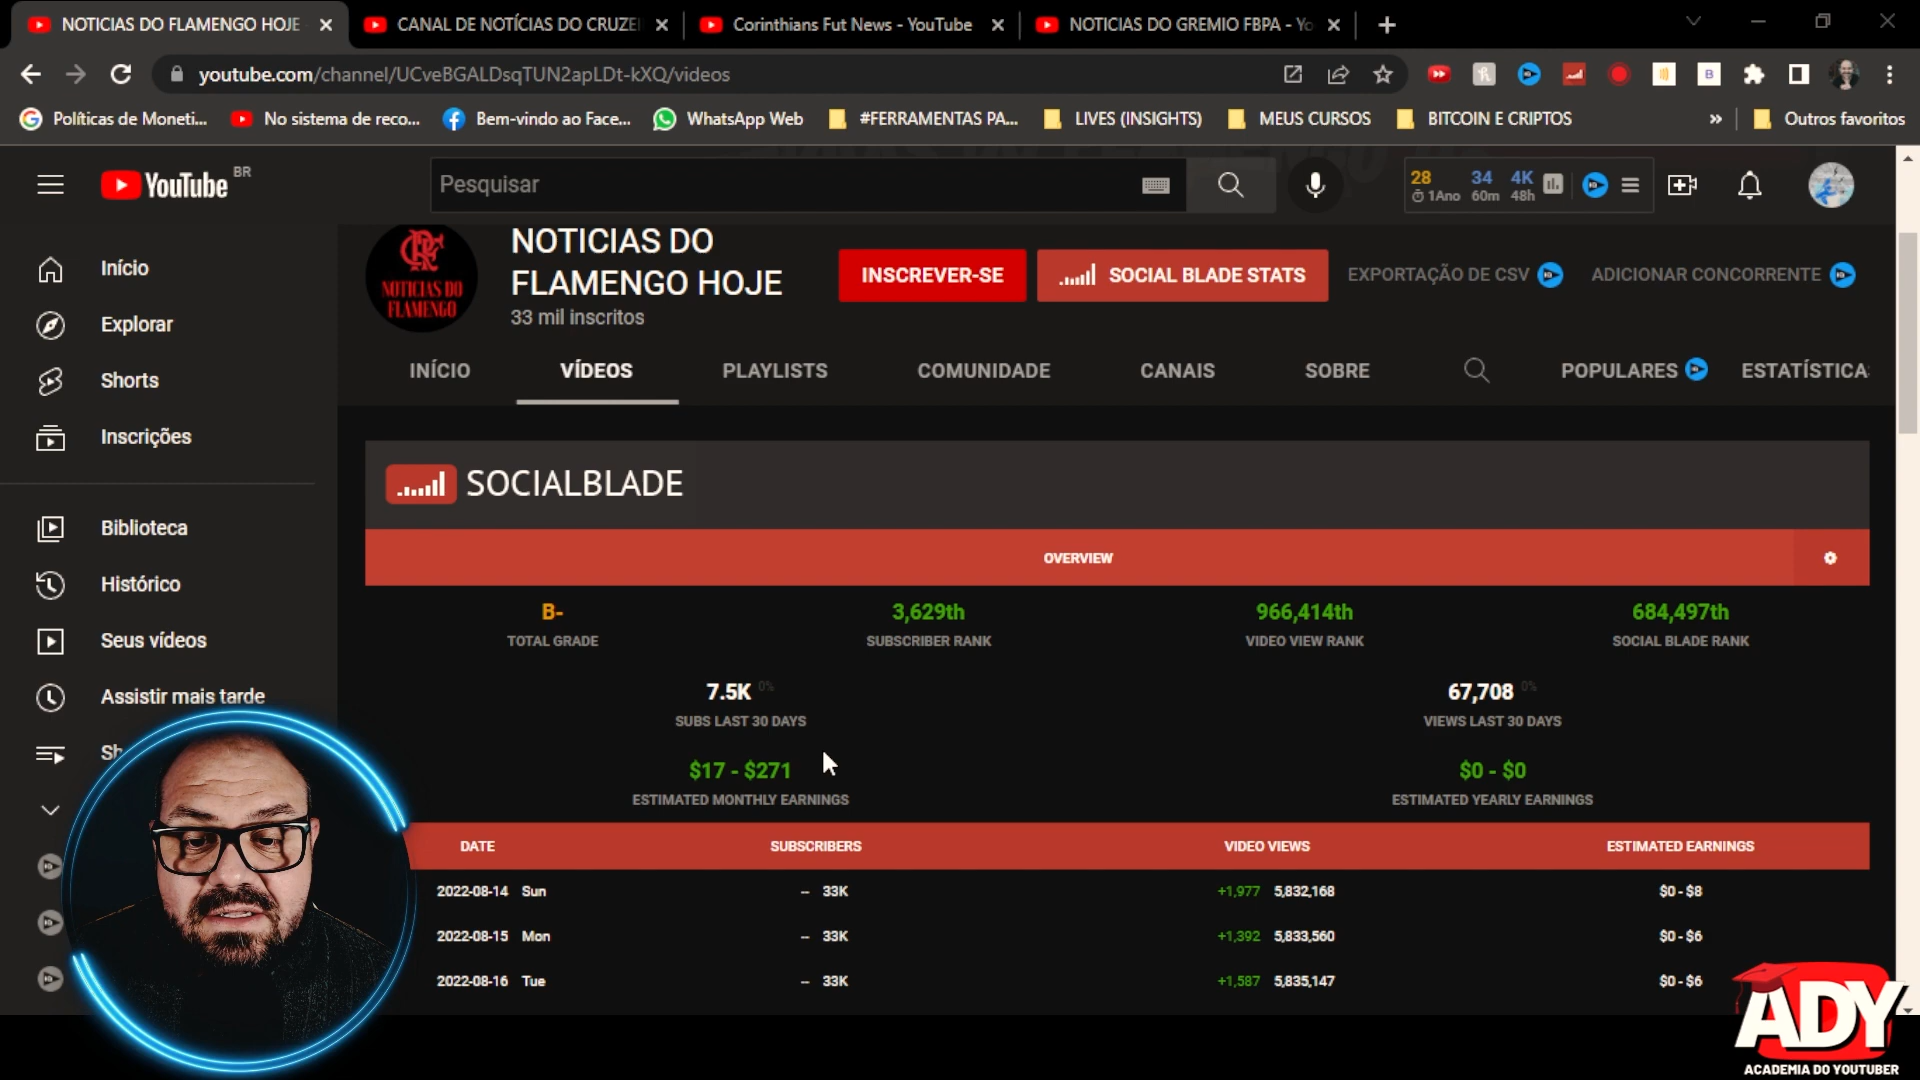 NOTICIAS DO FLAMENGO HOJE
CANAL DE NOTÍCIAS DO CRUZE
Corinthians Fut News - YouTube
NOTICIAS DO GREMIO FBPA - Yo
youtube.com/channel/UCveBGALDsqTUN2apLDt-kXQ/videos
Políticas de Moneti...
No sistema de reco...
Bem-vindo ao Face...
WhatsApp Web
#FERRAMENTAS PA...
LIVES (INSIGHTS)
MEUS CURSOS
BITCOIN E CRIPTOS
»
Outros favoritos
YouTube BR
Pesquisar
28 34 4K
1Ano 60m 48h
Início
Explorar
Shorts
Inscrições
Biblioteca
Histórico
Seus vídeos
Assistir mais tarde
Sh
NOTICIAS DO
FLAMENGO
NOTICIAS DO
FLAMENGO HOJE
33 mil inscritos
INSCREVER-SE
SOCIAL BLADE STATS
EXPORTAÇÃO DE CSV
ADICIONAR CONCORRENTE
INÍCIO
VÍDEOS
PLAYLISTS
COMUNIDADE
CANAIS
SOBRE
POPULARES
ESTATÍSTICA
SOCIALBLADE
OVERVIEW
B-
TOTAL GRADE
3,629th
SUBSCRIBER RANK
966,414th
VIDEO VIEW RANK
684,497th
SOCIAL BLADE RANK
7.5K 0%
SUBS LAST 30 DAYS
67,708 0%
VIEWS LAST 30 DAYS
$17 - $271
ESTIMATED MONTHLY EARNINGS
$0 - $0
ESTIMATED YEARLY EARNINGS
DATE SUBSCRIBERS VIDEO VIEWS ESTIMATED EARNINGS
2022-08-14 Sun -- 33K +1,977 5,832,168 $0 - $8
2022-08-15 Mon -- 33K +1,392 5,833,560 $0 - $6
2022-08-16 Tue -- 33K +1,587 5,835,147 $0 - $6
ADY
ACADEMIA DO YOUTUBER